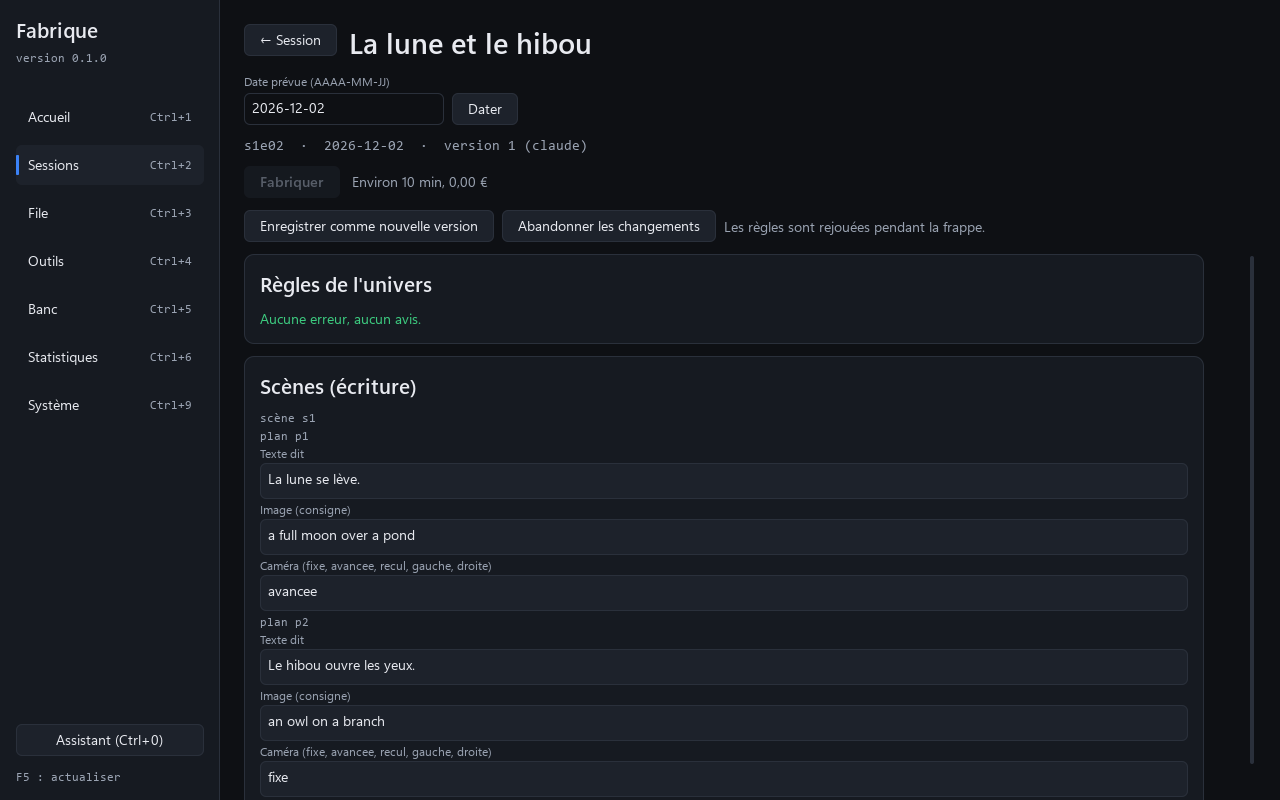 Fabrique
version 0.1.0
Accueil Ctrl+1
Sessions Ctrl+2
File Ctrl+3
Outils Ctrl+4
Banc Ctrl+5
Statistiques Ctrl+6
Système Ctrl+9
Assistant (Ctrl+0)
F5 : actualiser
← Session La lune et le hibou
Date prévue (AAAA-MM-JJ)
2026-12-02 Dater
s1e02 · 2026-12-02 · version 1 (claude)
Fabriquer Environ 10 min, 0,00 €
Enregistrer comme nouvelle version Abandonner les changements Les règles sont rejouées pendant la frappe.
Règles de l'univers
Aucune erreur, aucun avis.
Scènes (écriture)
scène s1
plan p1
Texte dit
La lune se lève.
Image (consigne)
a full moon over a pond
Caméra (fixe, avancee, recul, gauche, droite)
avancee
plan p2
Texte dit
Le hibou ouvre les yeux.
Image (consigne)
an owl on a branch
Caméra (fixe, avancee, recul, gauche, droite)
fixe